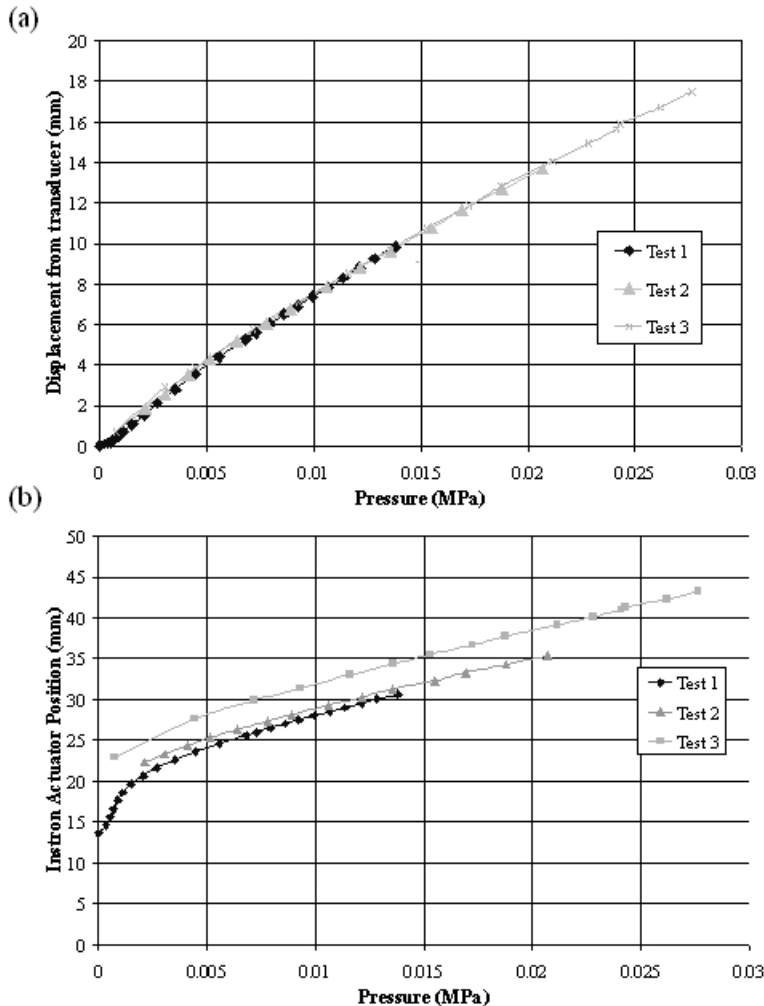 (a)
Displacement from transducer (mm)
20
18
16
14
12
10
8
6
4
2
0
0 0.005 0.01 0.015 0.02 0.025 0.03
Pressure (MPa)
Test 1
Test 2
Test 3
(b)
Instron Actuator Position (mm)
50
45
40
35
30
25
20
15
10
5
0
0 0.005 0.01 0.015 0.02 0.025 0.03
Pressure (MPa)
Test 1
Test 2
Test 3